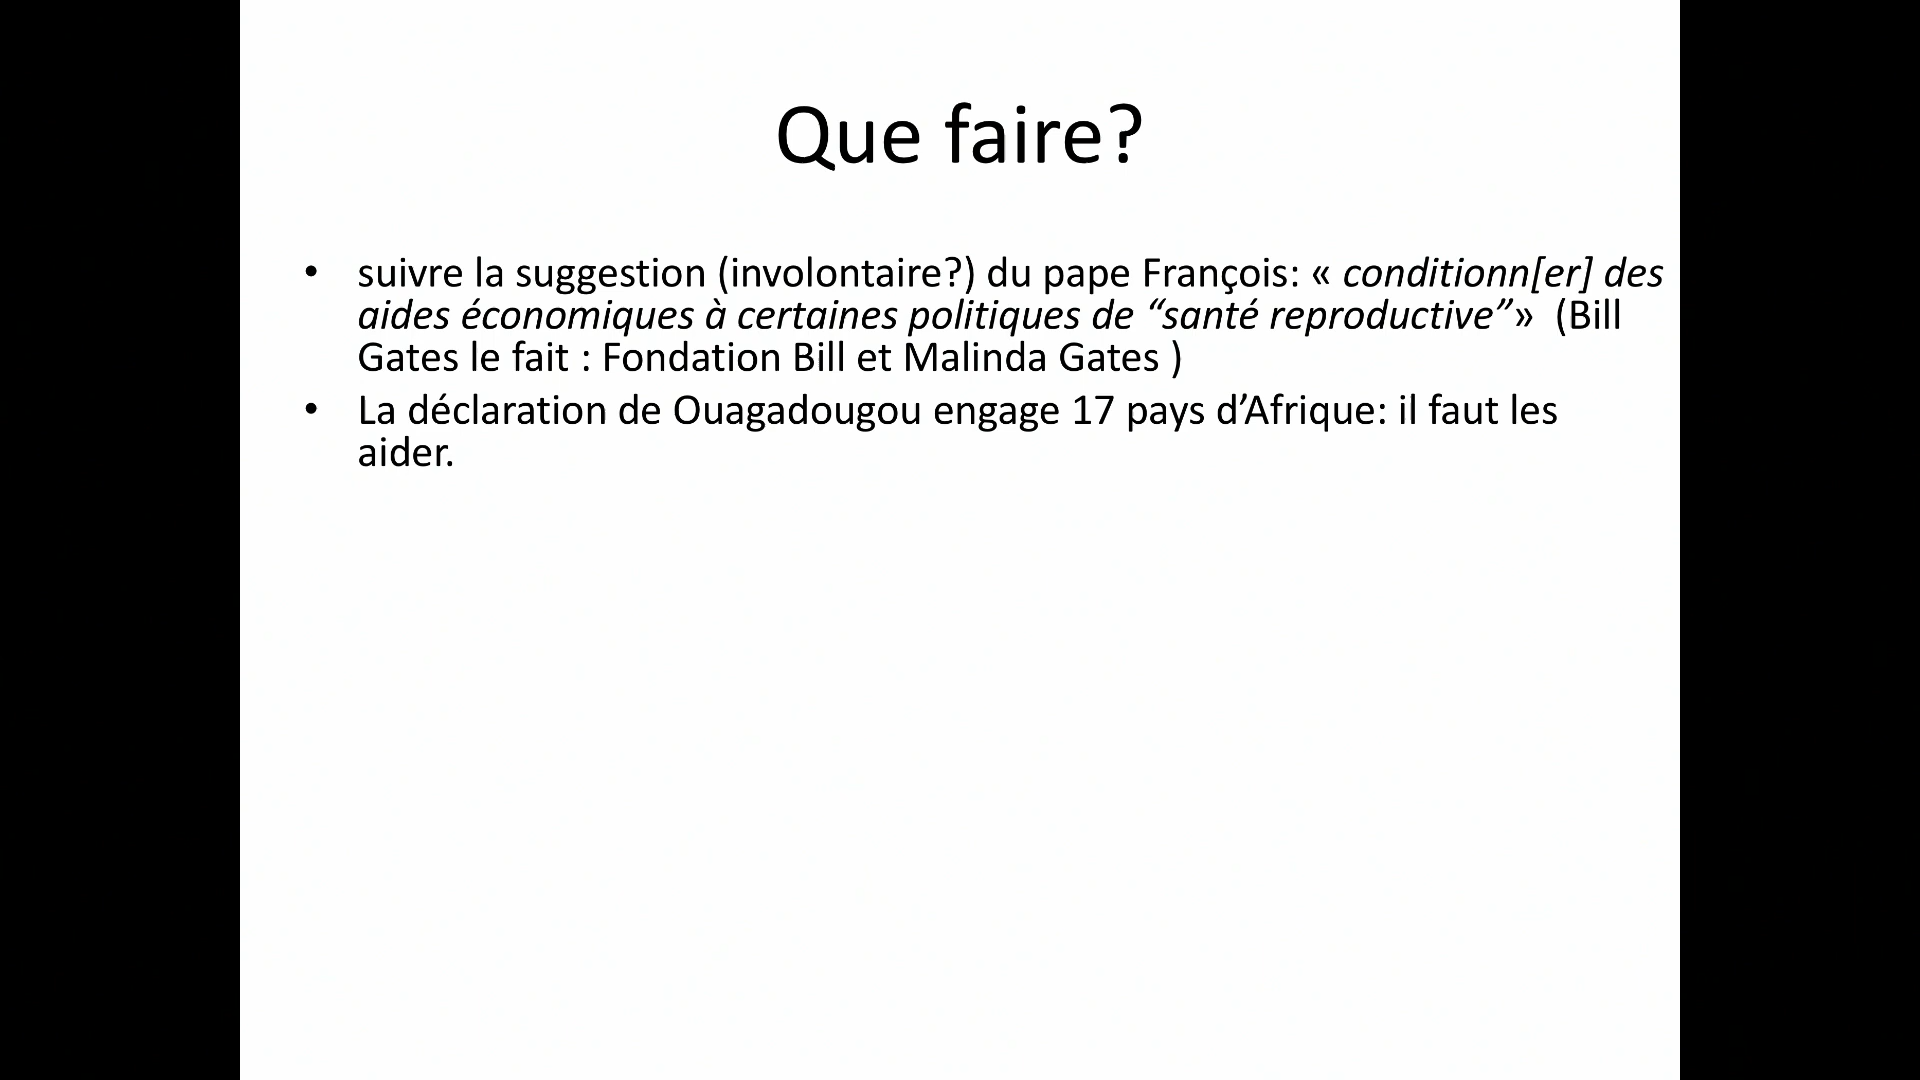 Que faire?
• suivre la suggestion (involontaire?) du pape François: « conditionn[er] des
aides économiques à certaines politiques de “santé reproductive”»  (Bill
Gates le fait : Fondation Bill et Malinda Gates )
• La déclaration de Ouagadougou engage 17 pays d’Afrique: il faut les
aider.